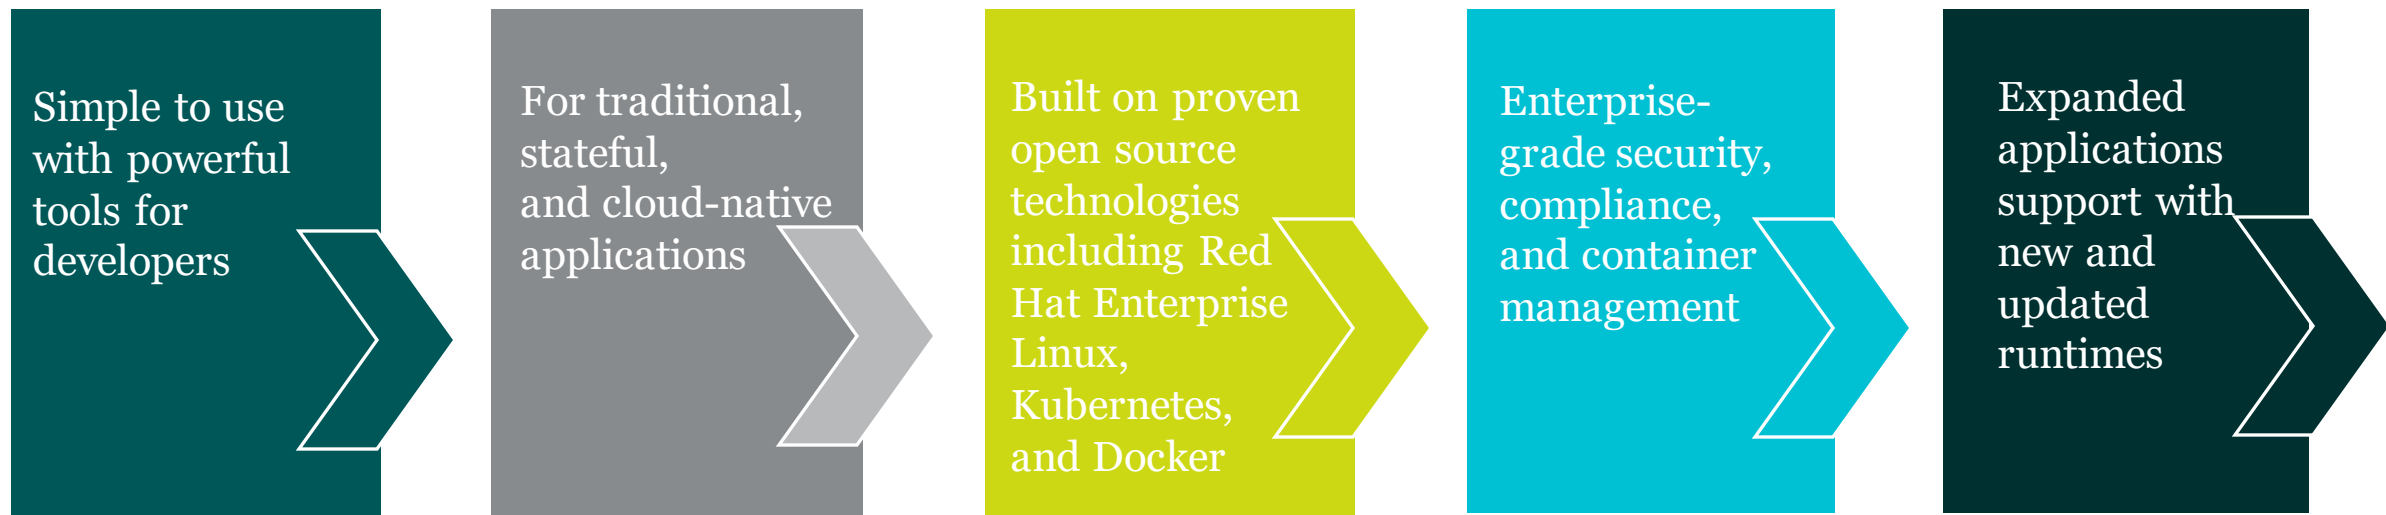 Simple to use
with powerful
tools for
developers
For traditional,
stateful,
and cloud-native
applications
Built on proven
open source
technologies
including Red
Hat Enterprise
Linux,
Kubernetes,
and Docker
Enterprise-
grade security,
compliance,
and container
management
Expanded
applications
support with
new and
updated
runtimes